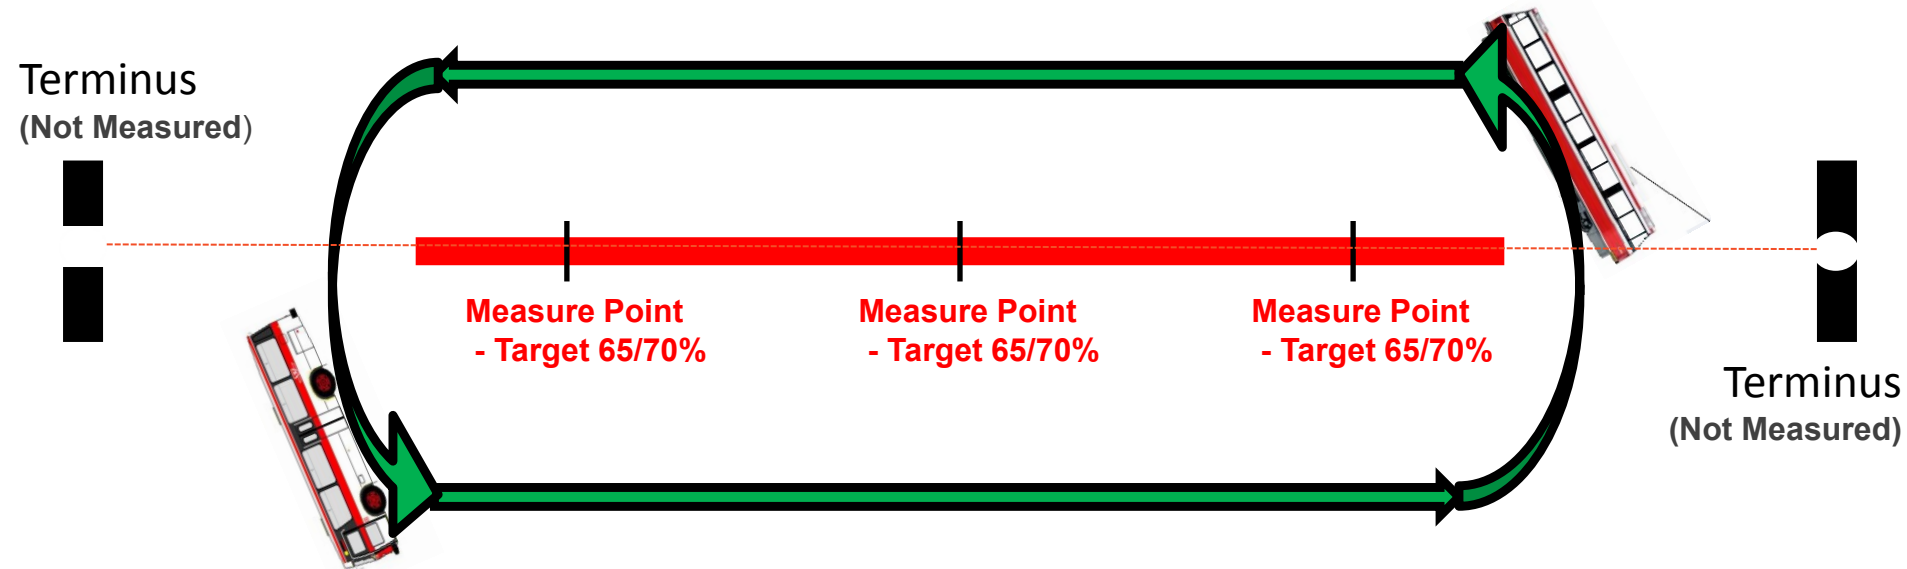 Terminus
(Not Measured)
Measure Point
- Target 65/70%
Measure Point
- Target 65/70%
Measure Point
- Target 65/70%
Terminus
(Not Measured)